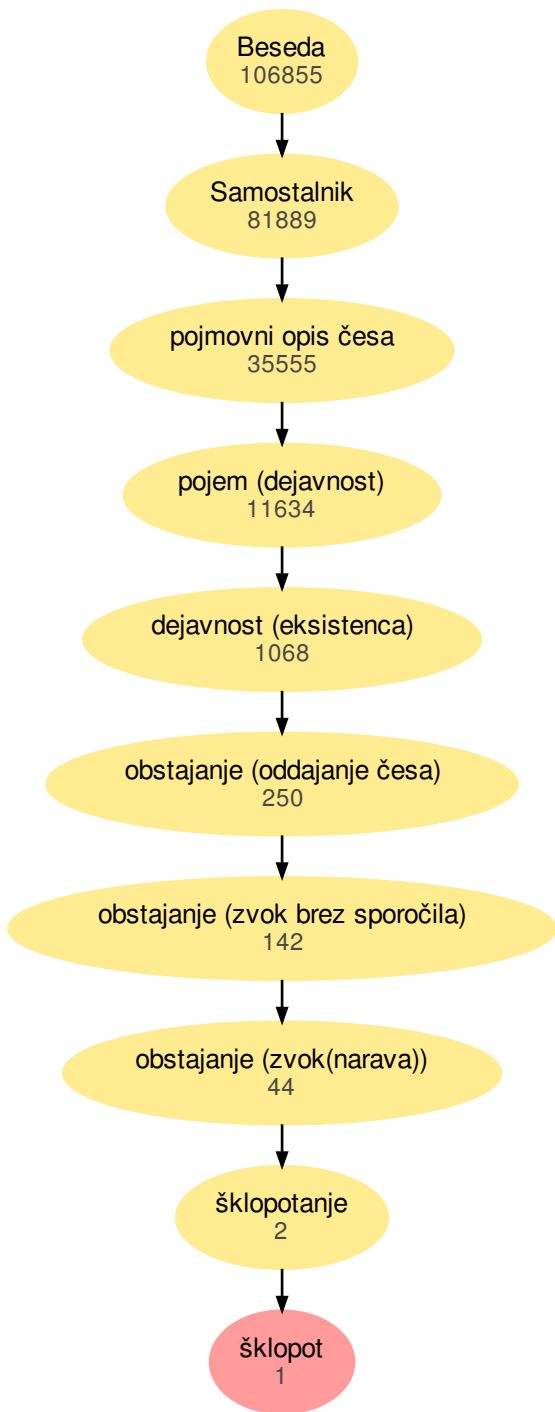 Beseda
106855
Samostalnik
81889
pojmovni opis česa
35555
pojem (dejavnost)
11634
dejavnost (eksistenca)
1068
obstajanje (oddajanje česa)
250
obstajanje (zvok brez sporočila)
142
obstajanje (zvok(narava))
44
šklopotanje
2
šklopot
1